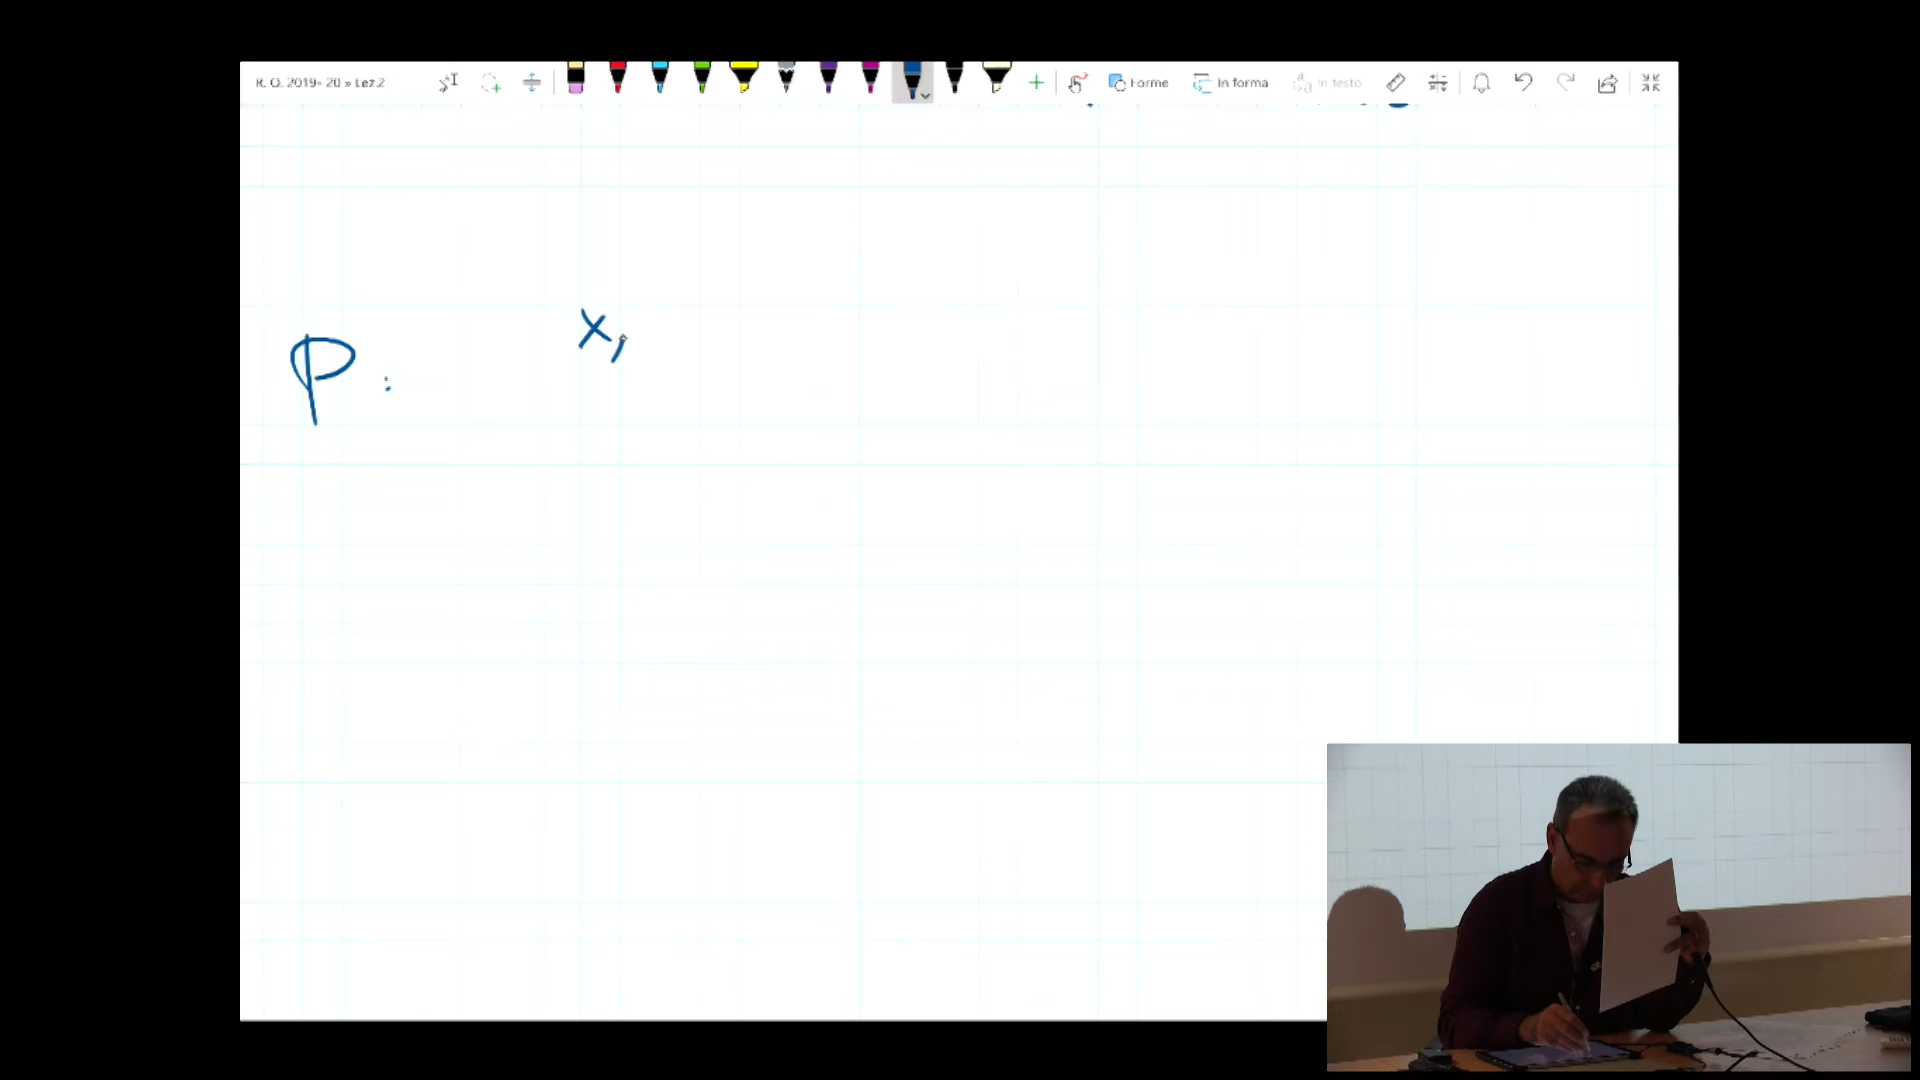 R. O. 2019- 20 » Lez.2 Forme In forma In testo
x,
P :